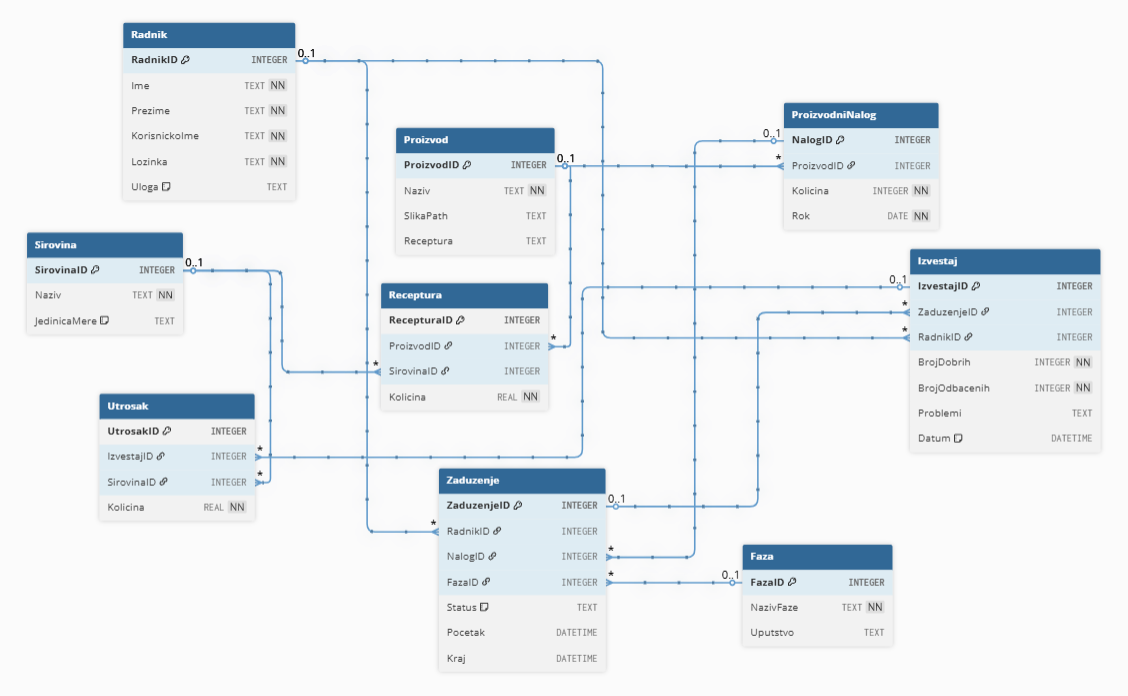 Radnik
RadnikID INTEGER
Ime TEXT NN
Prezime TEXT NN
KorisnickoIme TEXT NN
Lozinka TEXT NN
Uloga TEXT
0..1
Proizvod
ProizvodID INTEGER
Naziv TEXT NN
SlikaPath TEXT
Receptura TEXT
0..1
ProizvodniNalog
0..1
NalogID INTEGER
*
ProizvodID INTEGER
Kolicina INTEGER NN
Rok DATE NN
Sirovina
SirovinaID INTEGER
Naziv TEXT NN
JedinicaMere TEXT
0..1
Receptura
RecepturaID INTEGER
ProizvodID INTEGER
*
*
SirovinaID INTEGER
Kolicina REAL NN
Izvestaj
0..1
IzvestajID INTEGER
*
ZaduzenjeID INTEGER
*
RadnikID INTEGER
BrojDobrih INTEGER NN
BrojOdbacenih INTEGER NN
Problemi TEXT
Datum DATETIME
Utrosak
UtrosakID INTEGER
IzvestajID INTEGER
*
SirovinaID INTEGER
*
Kolicina REAL NN
Zaduzenje
ZaduzenjeID INTEGER
0..1
*
RadnikID INTEGER
NalogID INTEGER
*
FazaID INTEGER
*
Status TEXT
Pocetak DATETIME
Kraj DATETIME
Faza
0..1
FazaID INTEGER
NazivFaze TEXT NN
Uputstvo TEXT